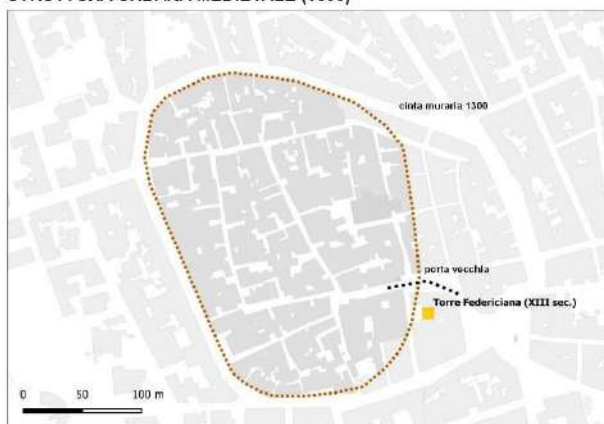 cinta muraria 1300
porta vecchia
Torre Federiciana (XIII sec.)
0 50 100 m